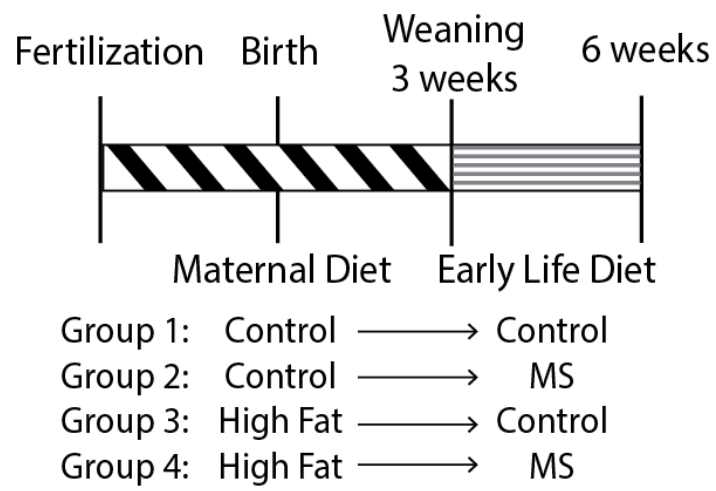 Fertilization Birth Weaning 3 weeks 6 weeks
Maternal Diet Early Life Diet
Group 1: Control Control
Group 2: Control MS
Group 3: High Fat Control
Group 4: High Fat MS